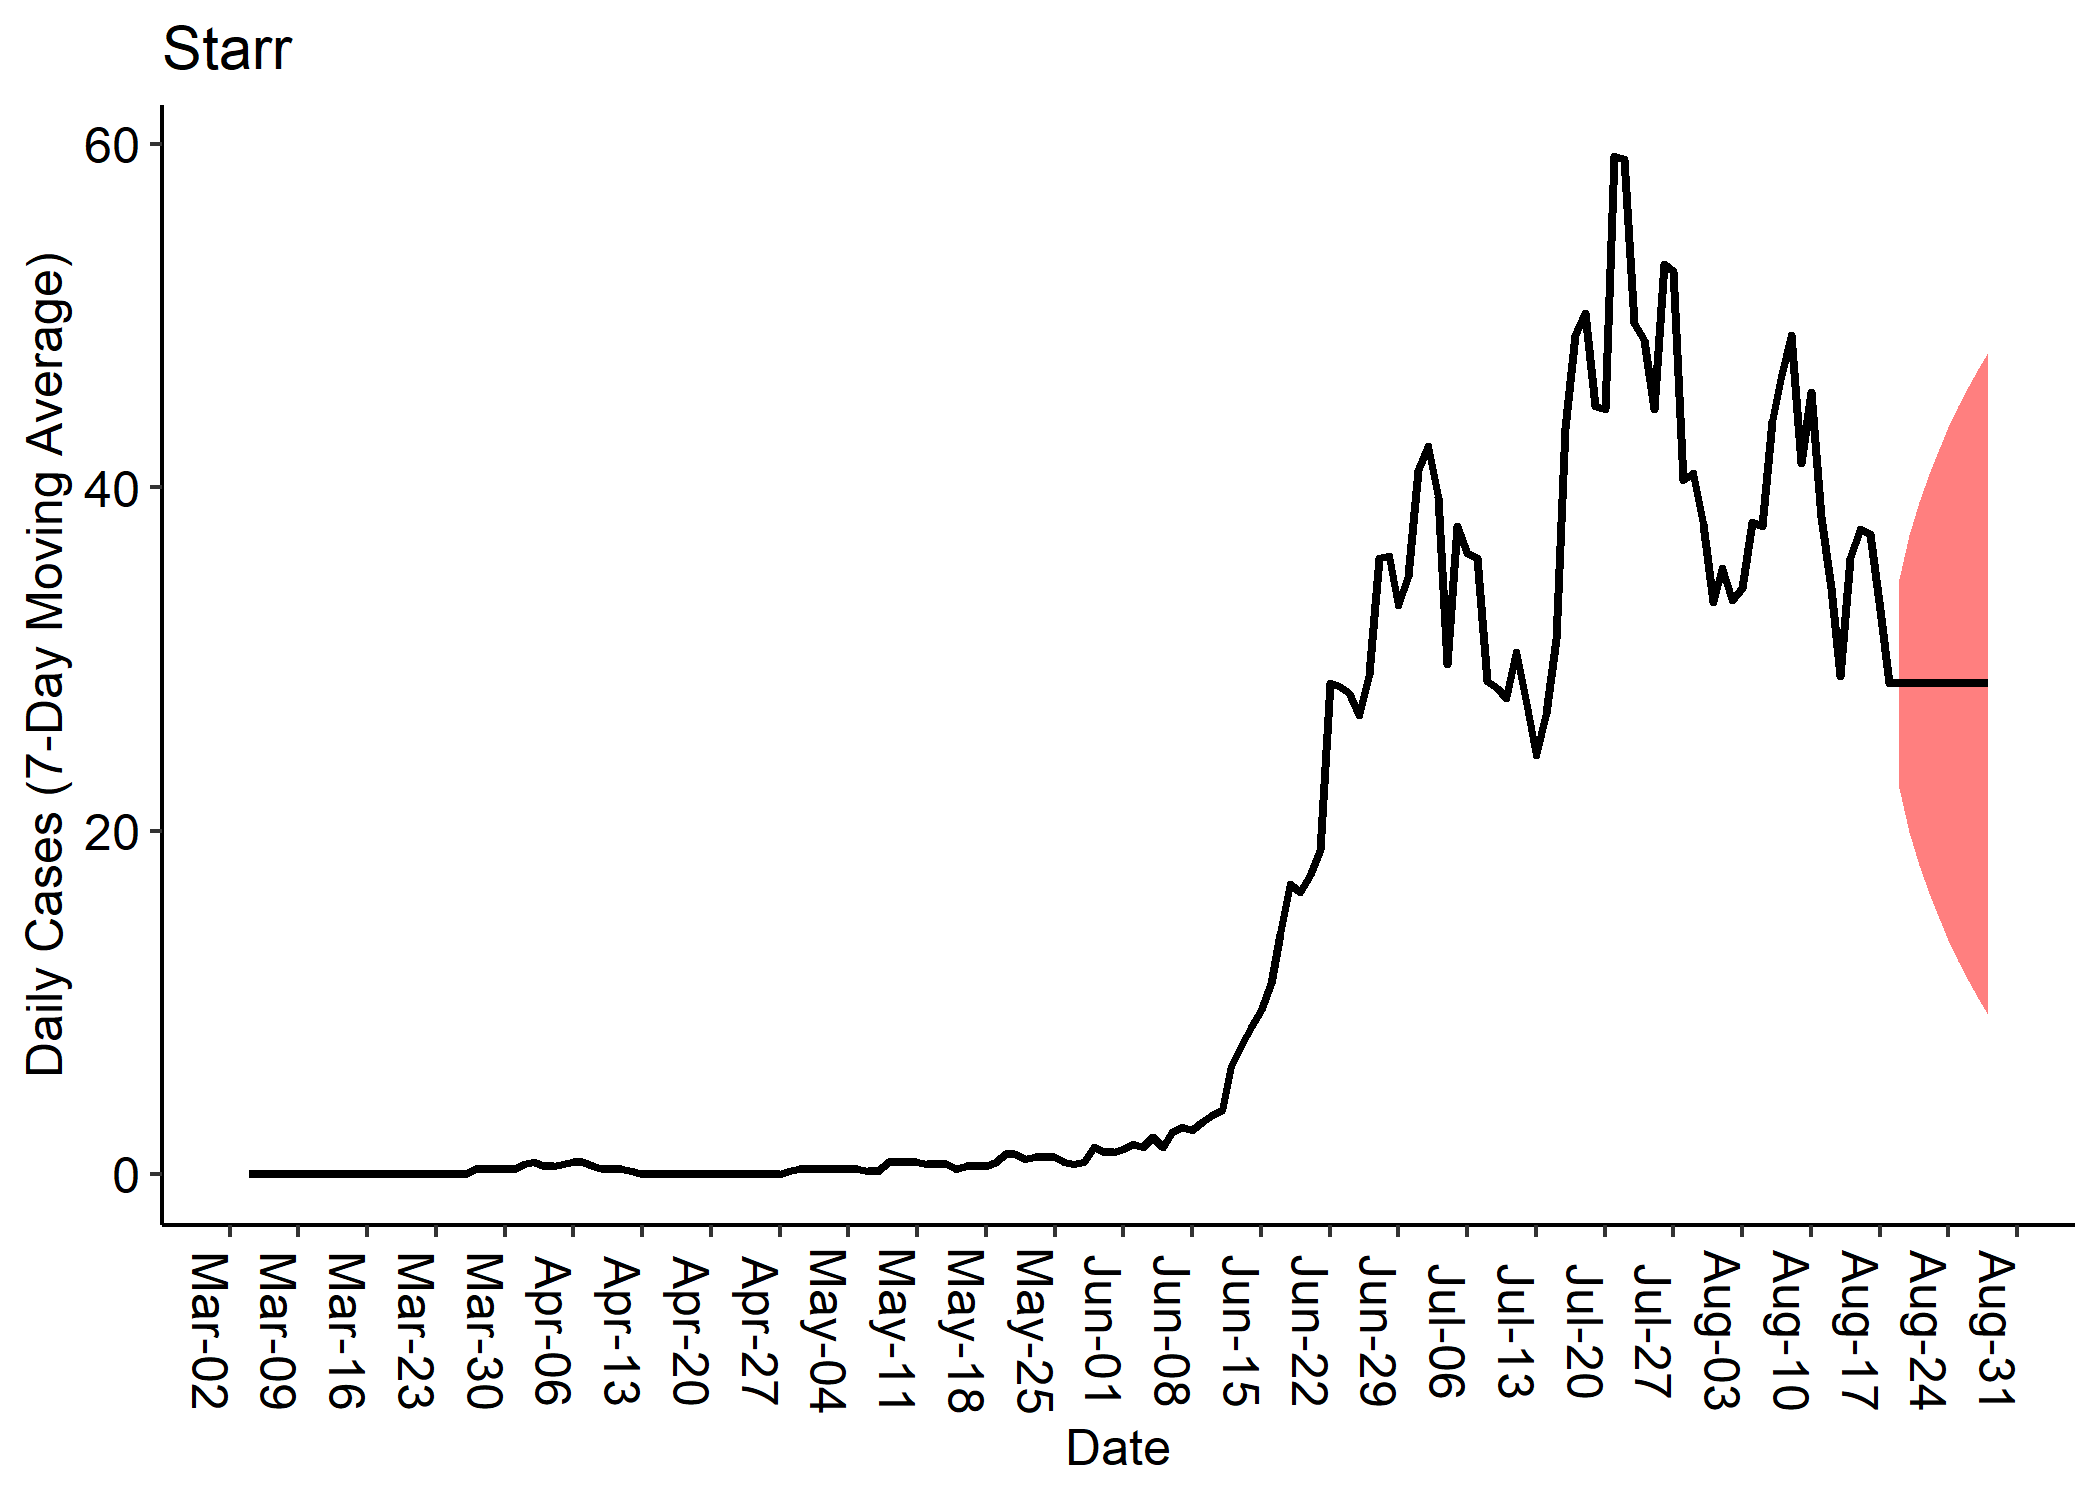 Starr
Daily Cases (7-Day Moving Average)
60
40
20
0
Mar-02
Mar-09
Mar-16
Mar-23
Mar-30
Apr-06
Apr-13
Apr-20
Apr-27
May-04
May-11
May-18
May-25
Jun-01
Jun-08
Jun-15
Jun-22
Jun-29
Jul-06
Jul-13
Jul-20
Jul-27
Aug-03
Aug-10
Aug-17
Aug-24
Aug-31
Date